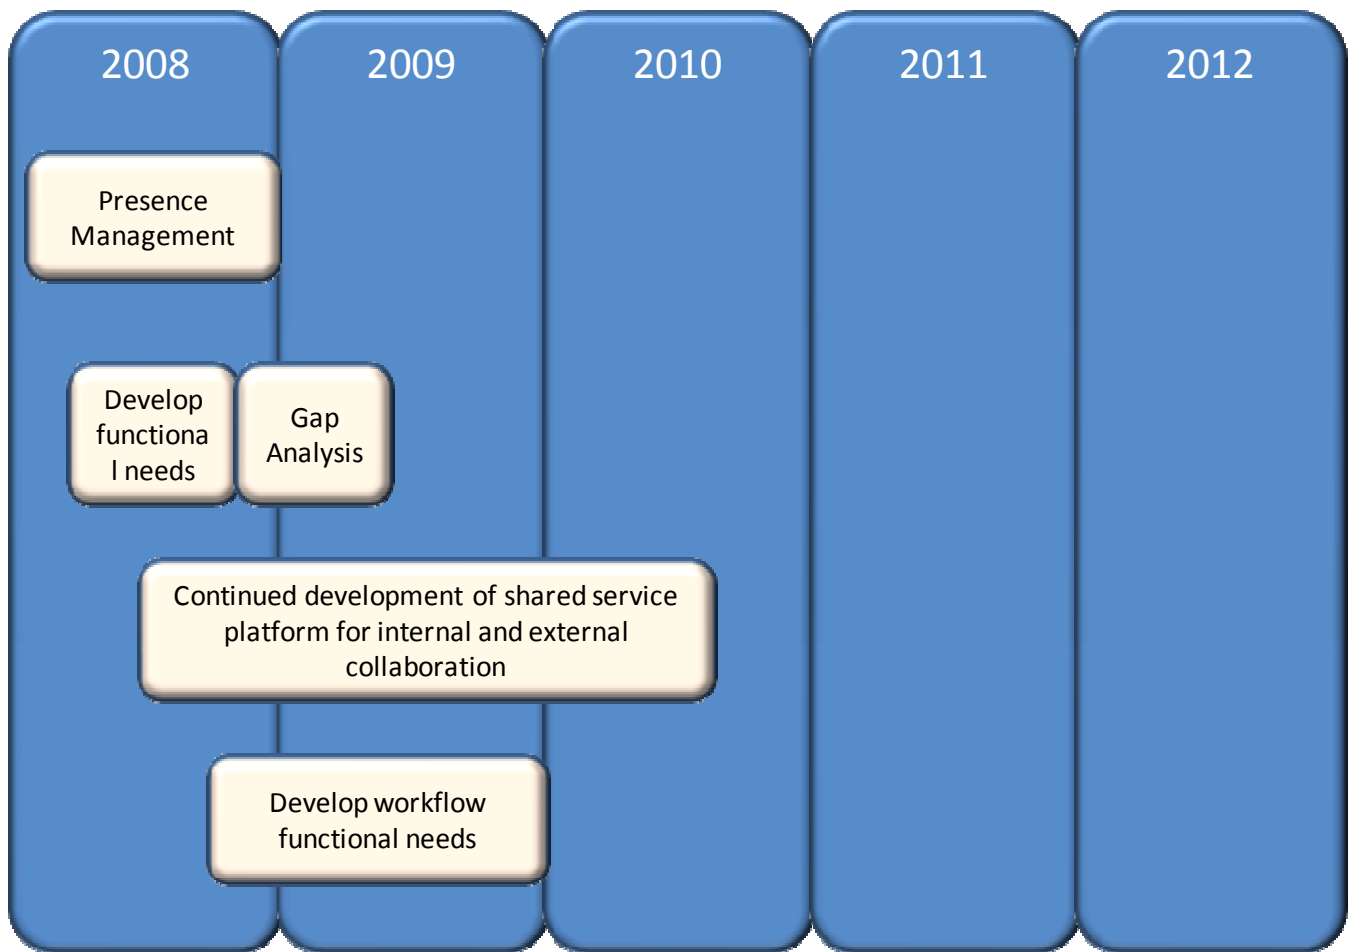 2008
2009
2010
2011
2012
Presence
Management
Develop
functiona
l needs
Gap
Analysis
Continued development of shared service
platform for internal and external
collaboration
Develop workflow
functional needs